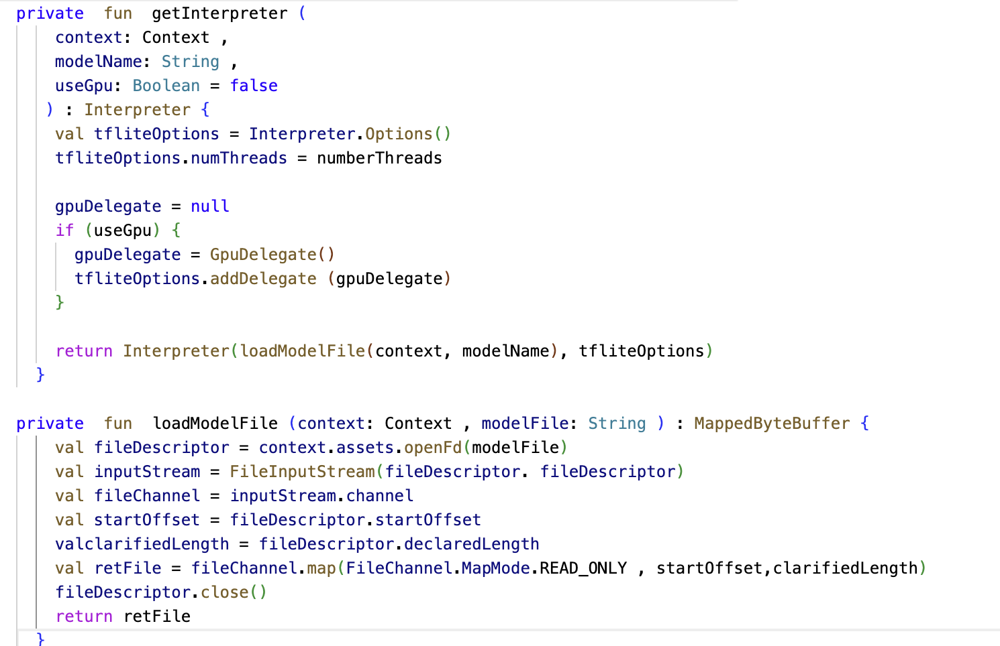 private  fun  getInterpreter (
    context: Context ,
    modelName: String ,
    useGpu: Boolean = false
   ) : Interpreter {
    val tfliteOptions = Interpreter.Options()
    tfliteOptions.numThreads = numberThreads

    gpuDelegate = null
    if (useGpu) {
      gpuDelegate = GpuDelegate()
      tfliteOptions.addDelegate (gpuDelegate)
    }

    return Interpreter(loadModelFile(context, modelName), tfliteOptions)
  }

private  fun  loadModelFile (context: Context , modelFile: String ) : MappedByteBuffer {
    val fileDescriptor = context.assets.openFd(modelFile)
    val inputStream = FileInputStream(fileDescriptor. fileDescriptor)
    val fileChannel = inputStream.channel
    val startOffset = fileDescriptor.startOffset
    valclarifiedLength = fileDescriptor.declaredLength
    val retFile = fileChannel.map(FileChannel.MapMode.READ_ONLY , startOffset,clarifiedLength)
    fileDescriptor.close()
    return retFile
  }